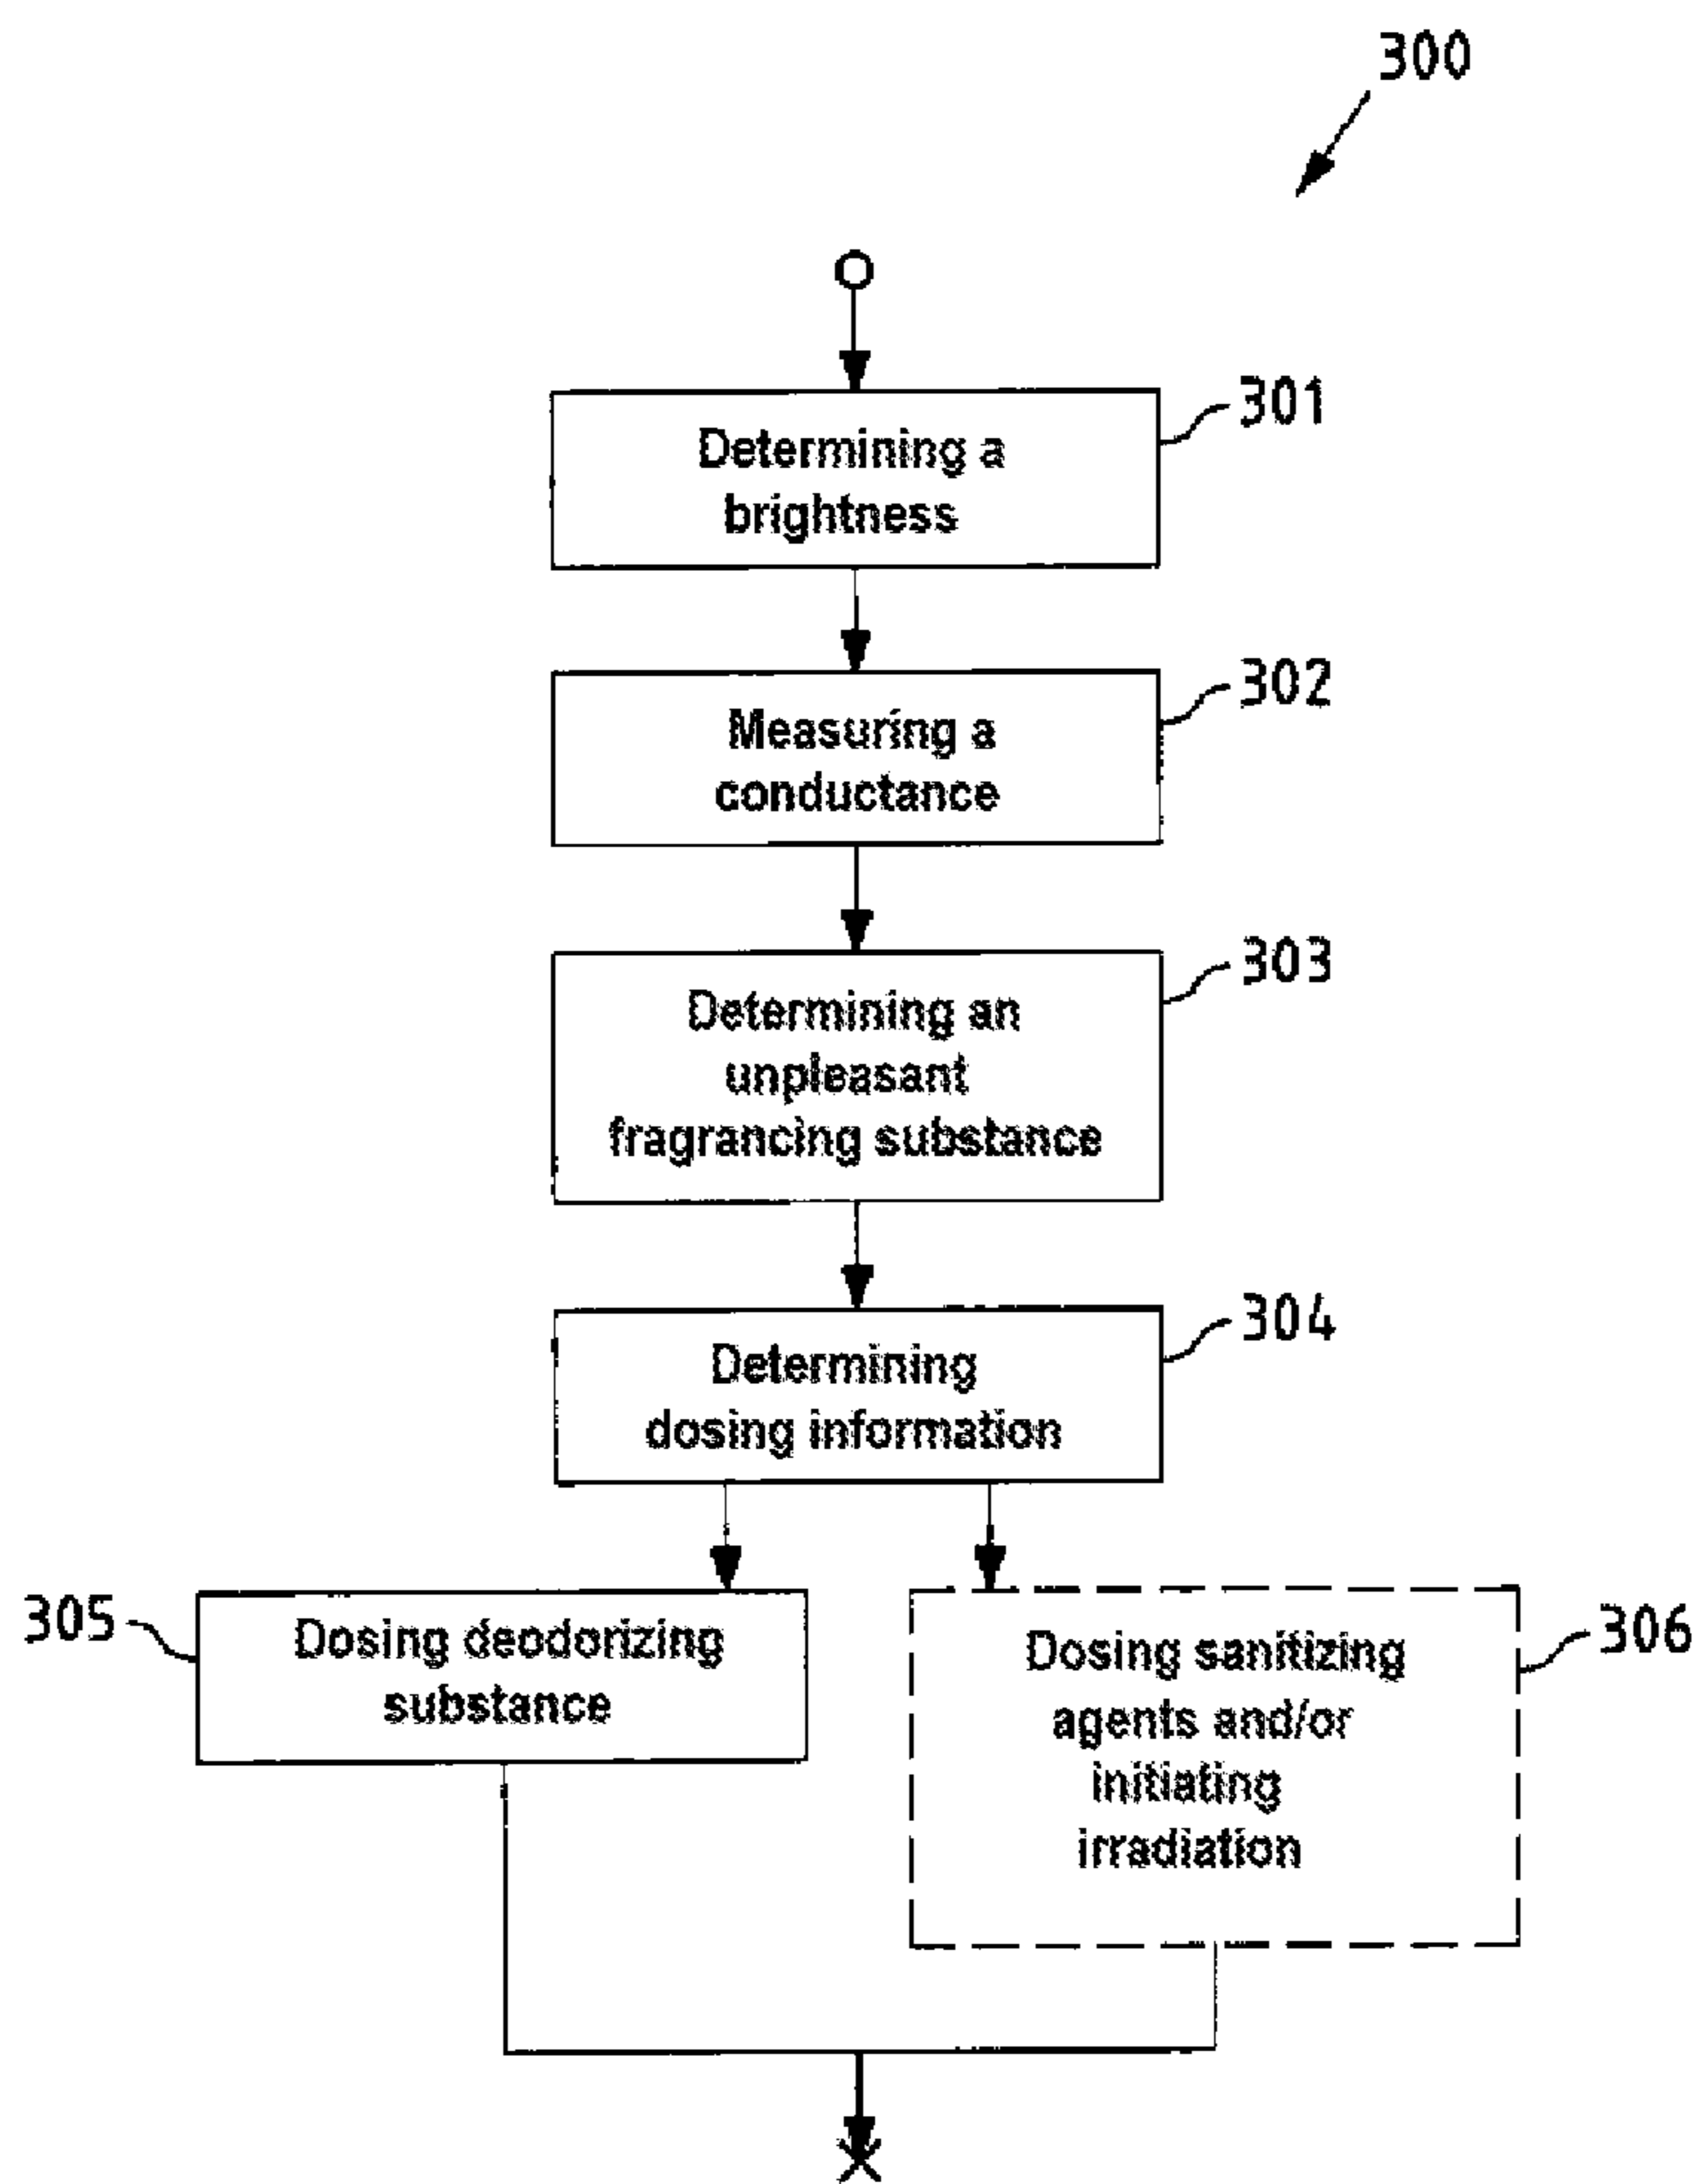 300
301
Determining a
brightness
302
Measuring a
conductance
303
Determining an
unpleasant
fragrancing substance
304
Determining
dosing information
305
Dosing deodorizing
substance
306
Dosing sanitizing
agents and/or
initiating
irradiation